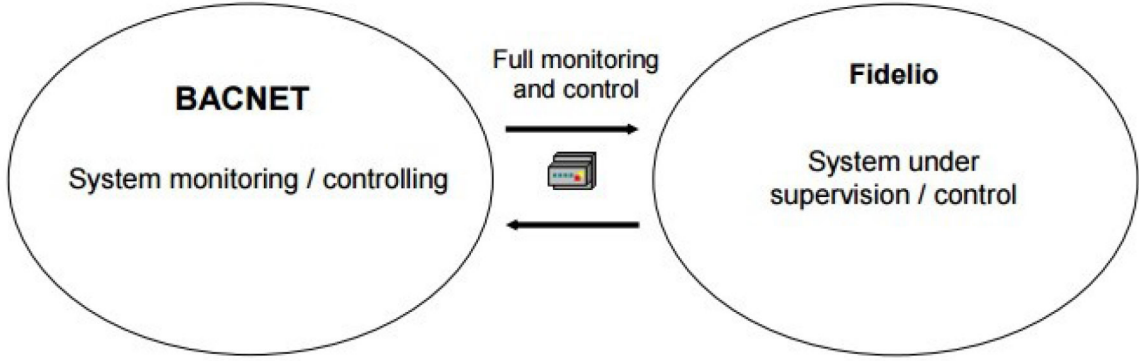 BACNET
System monitoring / controlling
Full monitoring
and control
Fidelio
System under
supervision / control